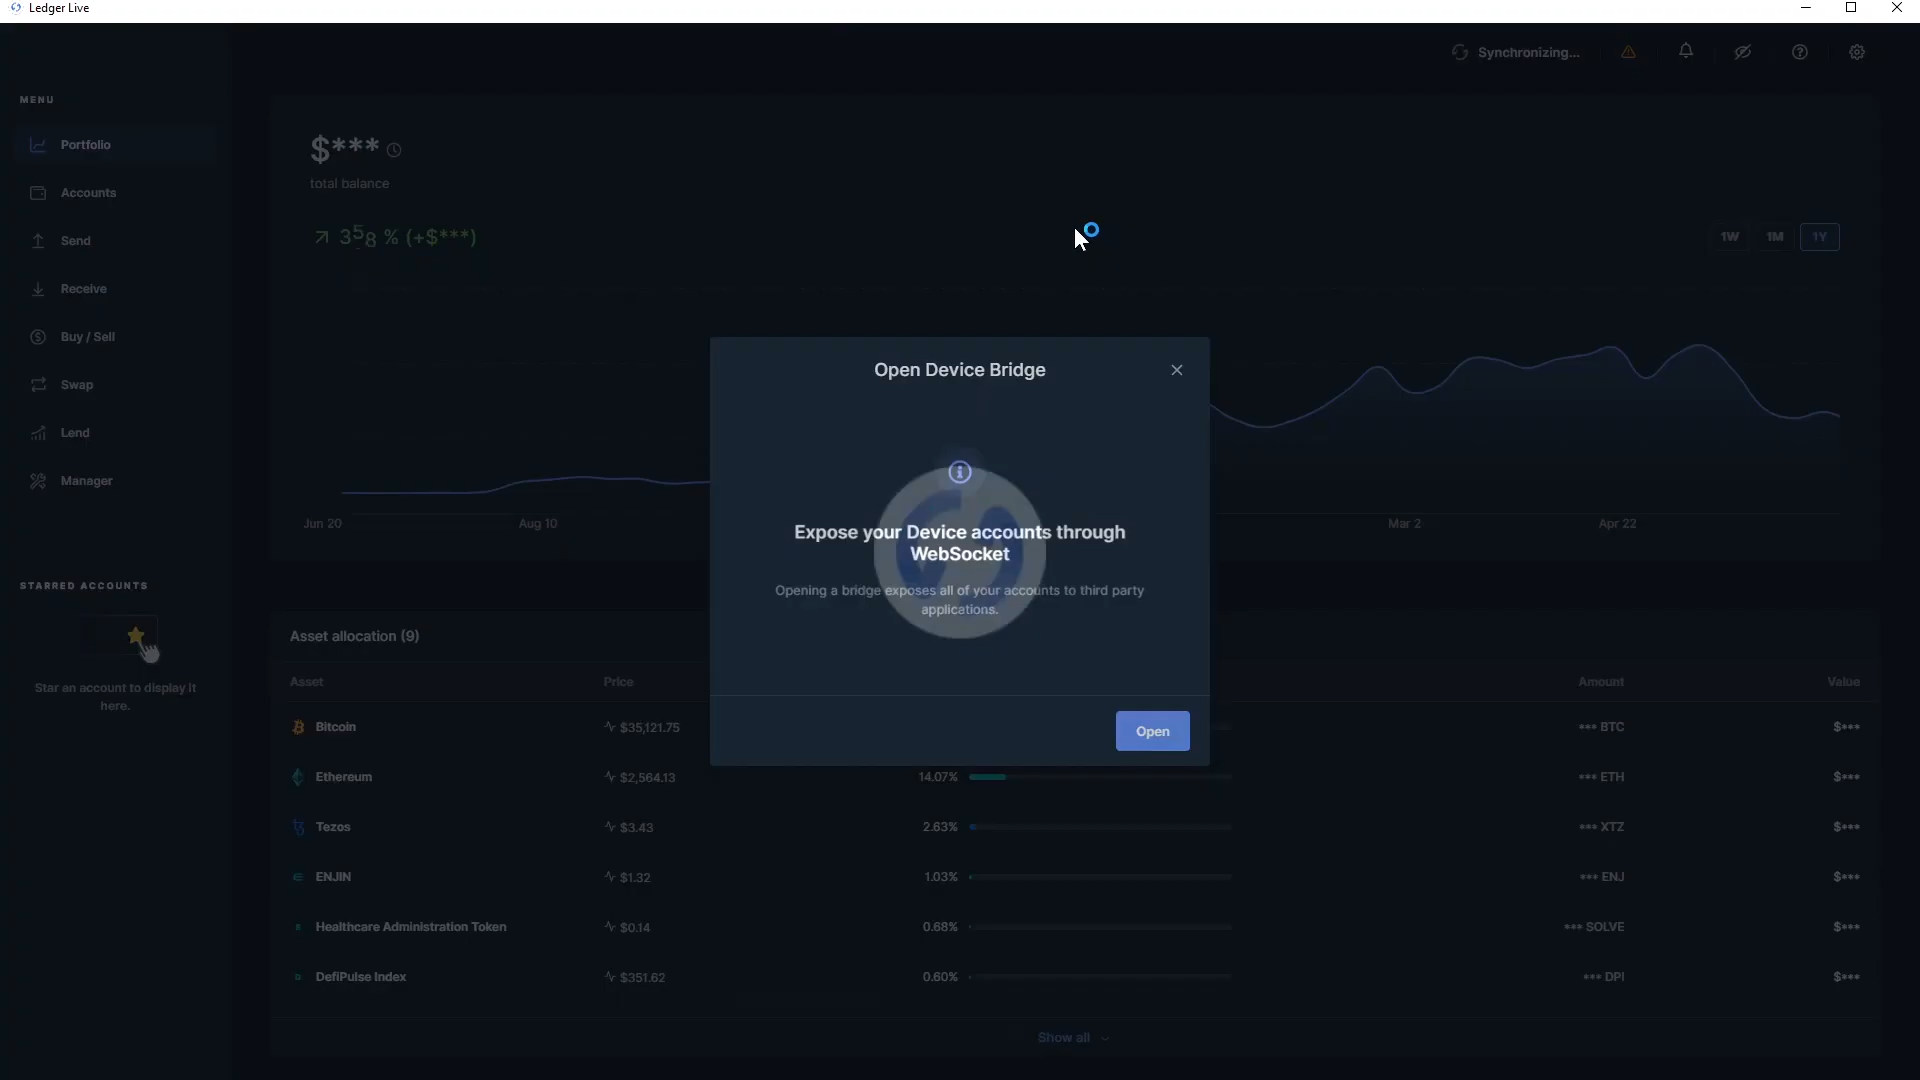 Ledger Live
Synchronizing...
MENU
Portfolio
Accounts
Send
Receive
Buy / Sell
Swap
Lend
Manager
STARRED ACCOUNTS
Star an account to display it
here.
$***
total balance
% (+$***)
1W 1M 1Y
Jun 20 Aug 10 Mar 2 Apr 22
Open Device Bridge
Expose your Device accounts through
WebSocket
Opening a bridge exposes all of your accounts to third party
applications.
Open
Asset allocation (9)
Asset Price Amount Value
Bitcoin $35,121.75 *** BTC $***
Ethereum $2,564.13 14.07% *** ETH $***
Tezos $3.43 2.63% *** XTZ $***
ENJIN $1.32 1.03% *** ENJ $***
Healthcare Administration Token $0.14 0.68% *** SOLVE $***
DefiPulse Index $351.62 0.60% *** DPI $***
Show all